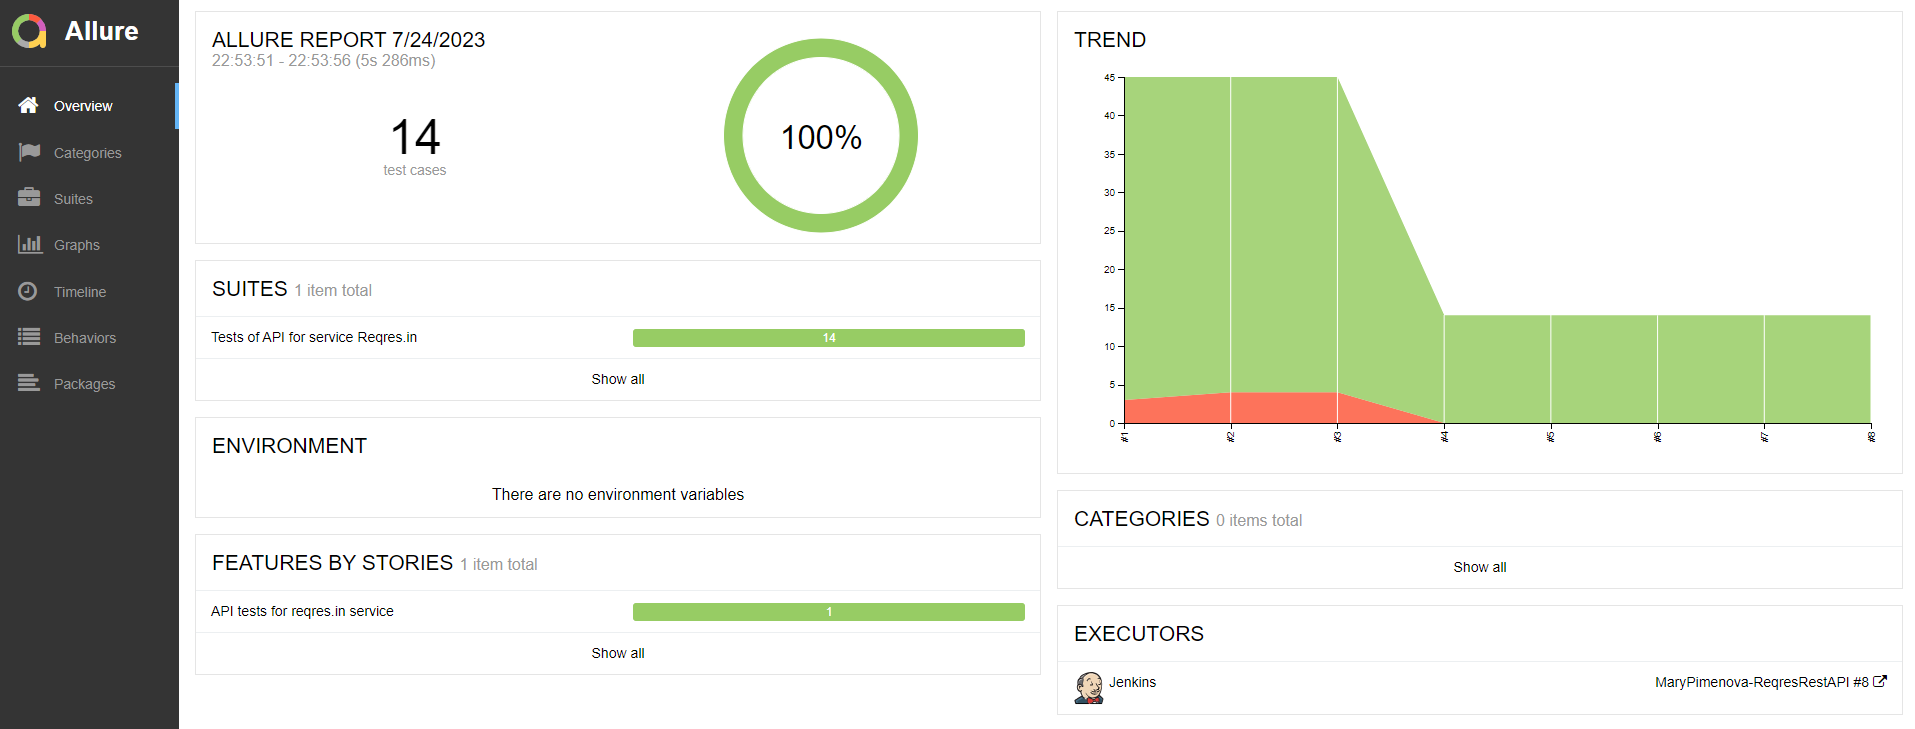 Allure
Overview
Categories
Suites
Graphs
Timeline
Behaviors
Packages
ALLURE REPORT 7/24/2023
22:53:51 - 22:53:56 (5s 286ms)
14
test cases
100%
SUITES 1 item total
Tests of API for service Reqres.in 14
Show all
ENVIRONMENT
There are no environment variables
FEATURES BY STORIES 1 item total
API tests for reqres.in service 1
Show all
TREND
45
40
35
30
25
20
15
10
5
0
#1 #2 #3 #4 #5 #6 #7 #8
CATEGORIES 0 items total
Show all
EXECUTORS
Jenkins MaryPimenova-ReqresRestAPI #8